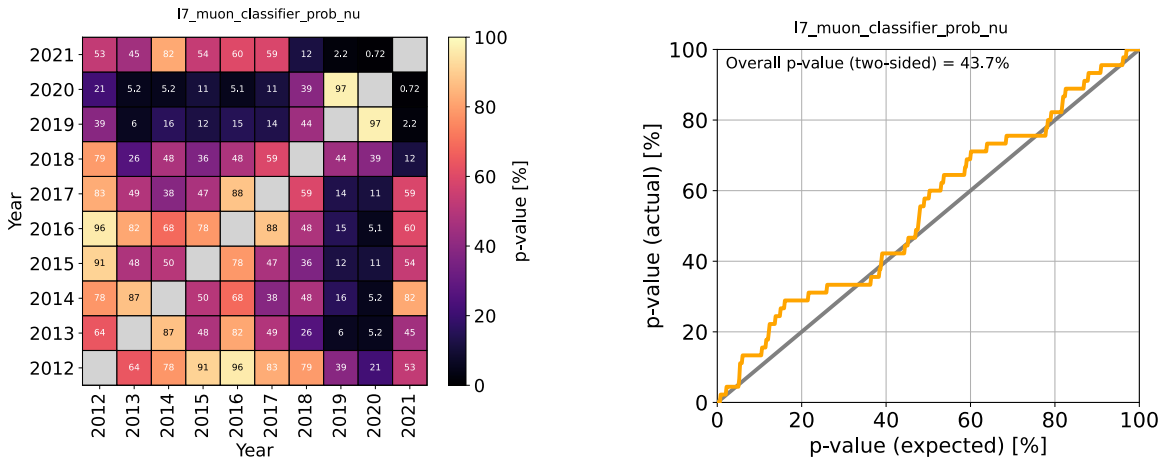 l7_muon_classifier_prob_nu
2021 53 45 82 54 60 59 12 2.2 0.72
2020 21 5.2 5.2 11 5.1 11 39 97 0.72
2019 39 6 16 12 15 14 44 97 2.2
2018 79 26 48 36 48 59 44 39 12
2017 83 49 38 47 88 59 14 11 59
2016 96 82 68 78 88 48 15 5.1 60
2015 91 48 50 78 47 36 12 11 54
2014 78 87 50 68 38 48 16 5.2 82
2013 64 87 48 82 49 26 6 5.2 45
2012 64 78 91 96 83 79 39 21 53
2012 2013 2014 2015 2016 2017 2018 2019 2020 2021
Year
Year
100
80
60
40
20
0
p-value [%]
l7_muon_classifier_prob_nu
Overall p-value (two-sided) = 43.7%
100
80
60
40
20
0
p-value (actual) [%]
0 20 40 60 80 100
p-value (expected) [%]